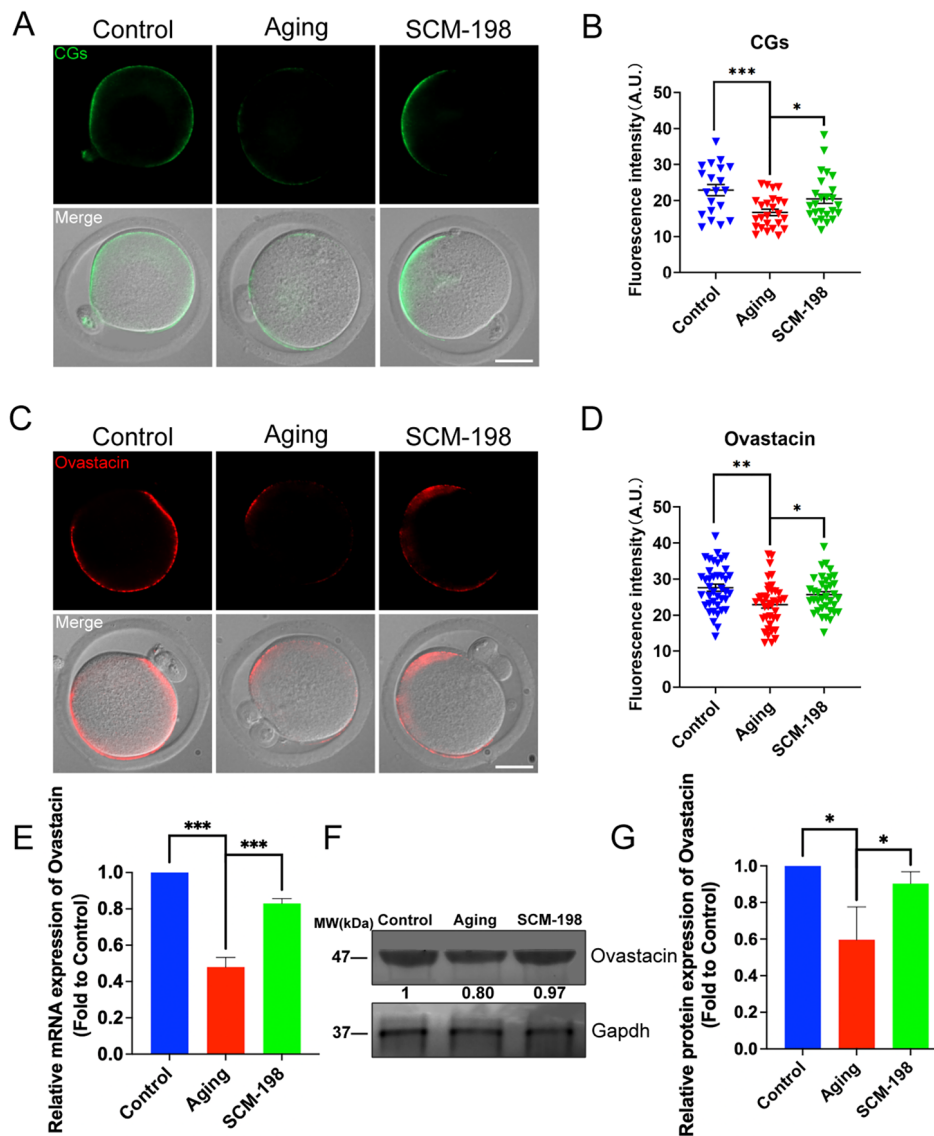 A
Control
Aging
SCM-198
CGs
Merge
B
CGs
***
*
Fluorescence intensity(A.U.)
50
40
30
20
10
0
Control
Aging
SCM-198
C
Control
Aging
SCM-198
Ovastacin
Merge
D
Ovastacin
**
*
Fluorescence intensity(A.U.)
50
40
30
20
10
0
Control
Aging
SCM-198
E
Relative mRNA expression of Ovastacin
(Fold to Control)
***
***
1.0
0.8
0.6
0.4
0.2
0.0
Control
Aging
SCM-198
F
MW(kDa)
Control
Aging
SCM-198
47
Ovastacin
1
0.80
0.97
37
Gapdh
G
Relative protein expression of Ovastacin
(Fold to Control)
*
*
1.0
0.8
0.6
0.4
0.2
0.0
Control
Aging
SCM-198